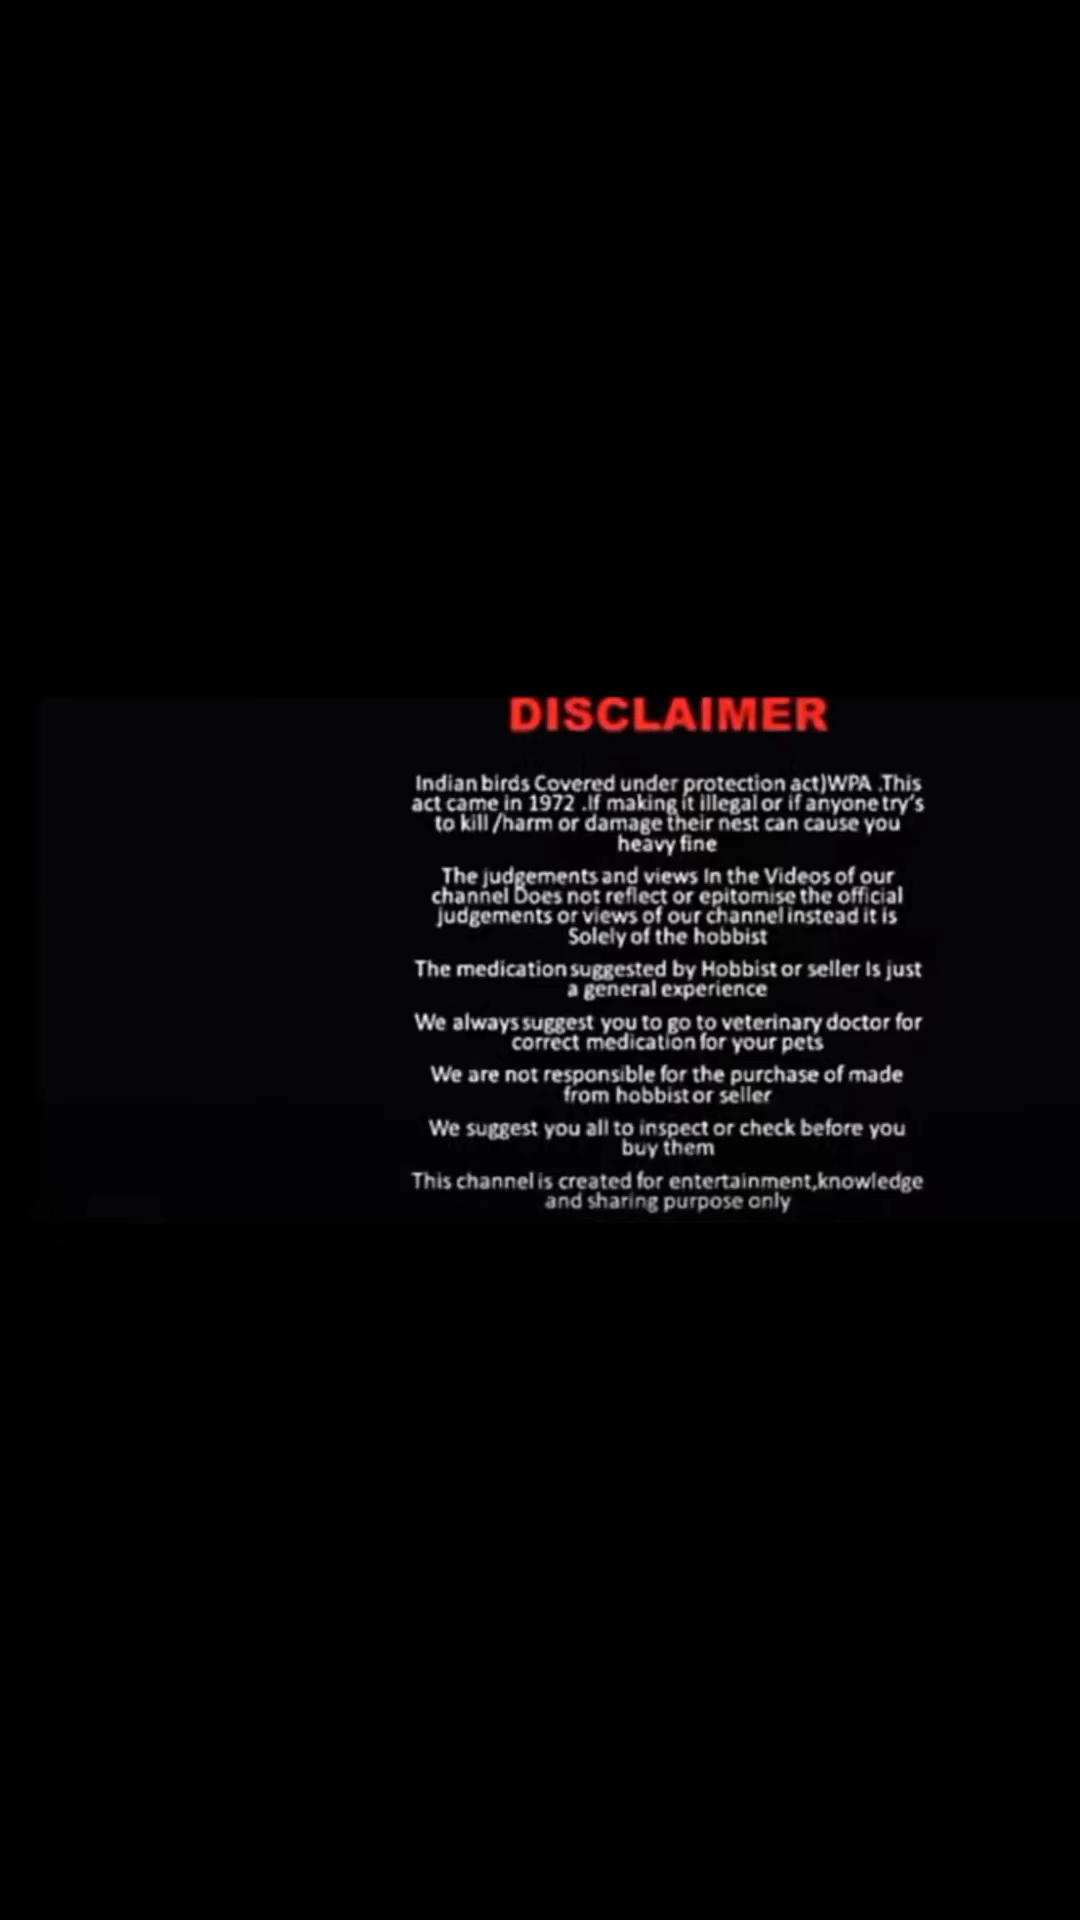 DISCLAIMER
Indian birds Covered under protection act)WPA .This
act came in 1972 .If making it illegal or if anyone try's
to kill /harm or damage their nest can cause you
heavy fine
The judgements and views In the Videos of our
channel Does not reflect or epitomise the official
judgements or views of our channel instead it is
Solely of the hobbist
The medication suggested by Hobbist or seller Is just
a general experience
We always suggest you to go to veterinary doctor for
correct medication for your pets
We are not responsible for the purchase of made
from hobbist or seller
We suggest you all to inspect or check before you
buy them
This channel is created for entertainment,knowledge
and sharing purpose only